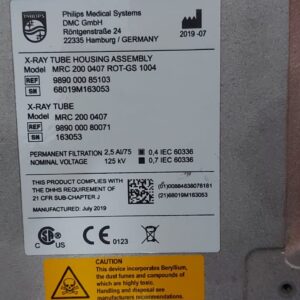 PHILIPS
Philips Medical Systems
DMC GmbH
Röntgenstraße 24
22335 Hamburg / GERMANY
2019-07
X-RAY TUBE HOUSING ASSEMBLY
Model MRC 200 0407 ROT-GS 1004
REF 9890 000 85103
SN 68019M163053
X-RAY TUBE
Model MRC 200 0407
REF 9890 000 80071
SN 163053
PERMANENT FILTRATION 2,5 Al/75
NOMINAL VOLTAGE 125 kV
0,4 IEC 60336
0,7 IEC 60336
THIS PRODUCT COMPLIES WITH
THE DHHS REQUIREMENT OF
21 CFR SUB-CHAPTER J
MANUFACTURED: July 2019
(21)68019M163053
CE 0123
CAUTION
This device incorporates Beryllium,
the dust and fumes of which
are highly toxic.
Handling and disposal see